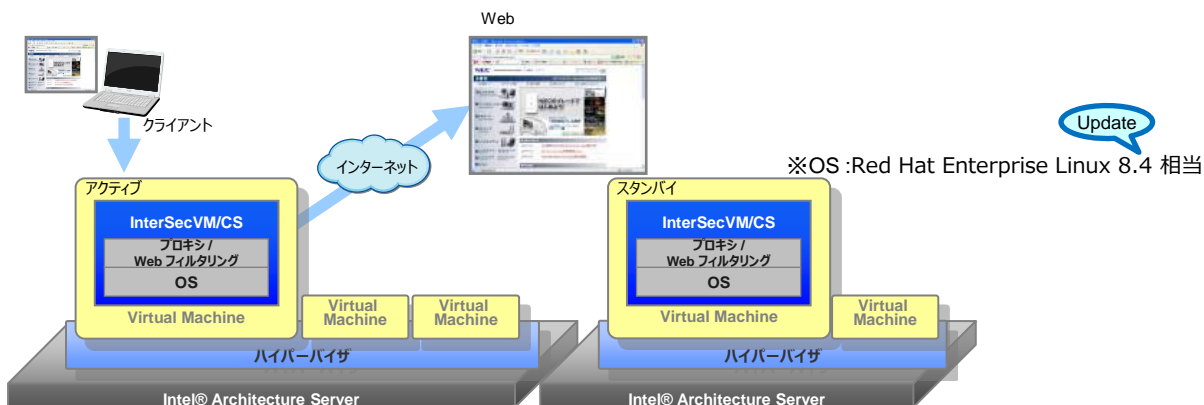 Web
クライアント
インターネット
Update
※OS :Red Hat Enterprise Linux 8.4 相当
アクティブ
InterSecVM/CS
プロキシ /
Web フィルタリング
OS
Virtual Machine
Virtual
Machine
Virtual
Machine
ハイパーバイザ
Intel® Architecture Server
スタンバイ
InterSecVM/CS
プロキシ /
Web フィルタリング
OS
Virtual Machine
Virtual
Machine
ハイパーバイザ
Intel® Architecture Server